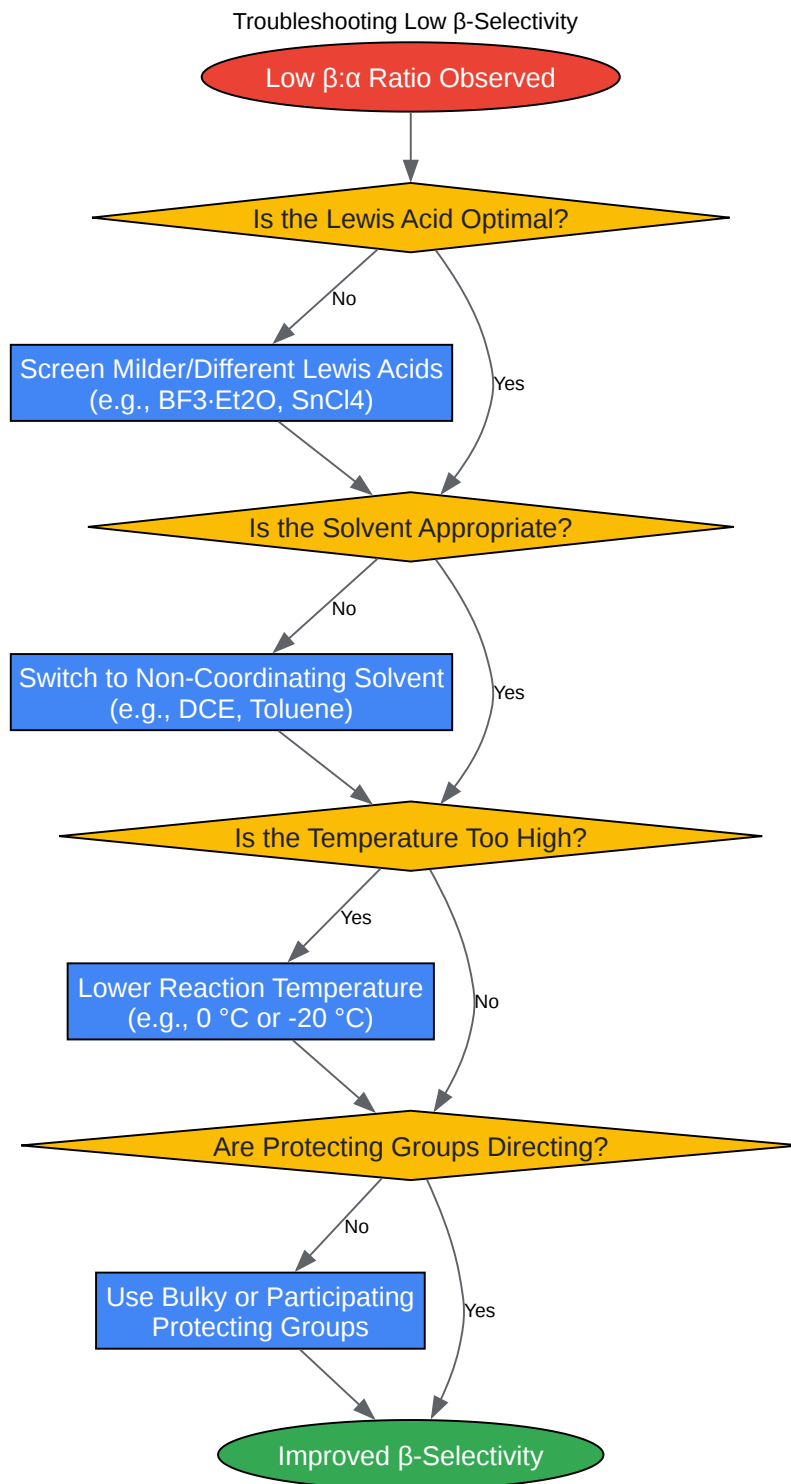 Troubleshooting Low β-Selectivity
Low β:α Ratio Observed
Is the Lewis Acid Optimal?
No
Screen Milder/Different Lewis Acids
(e.g., BF3·Et2O, SnCl4)
Yes
Is the Solvent Appropriate?
No
Switch to Non-Coordinating Solvent
(e.g., DCE, Toluene)
Yes
Is the Temperature Too High?
Yes
Lower Reaction Temperature
(e.g., 0 °C or -20 °C)
No
Are Protecting Groups Directing?
No
Use Bulky or Participating
Protecting Groups
Yes
Improved β-Selectivity